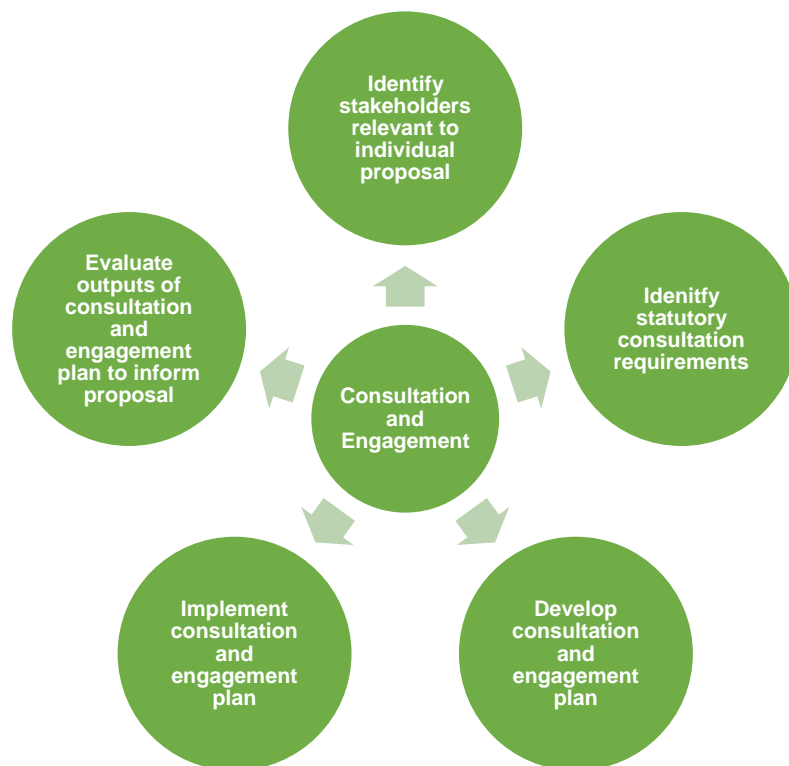 Identify
stakeholders
relevant to
individual
proposal
Idenitfy
statutory
consultation
requirements
Develop
consultation
and
engagement
plan
Implement
consultation
and
engagement
plan
Evaluate
outputs of
consultation
and
engagement
plan to inform
proposal
Consultation
and
Engagement